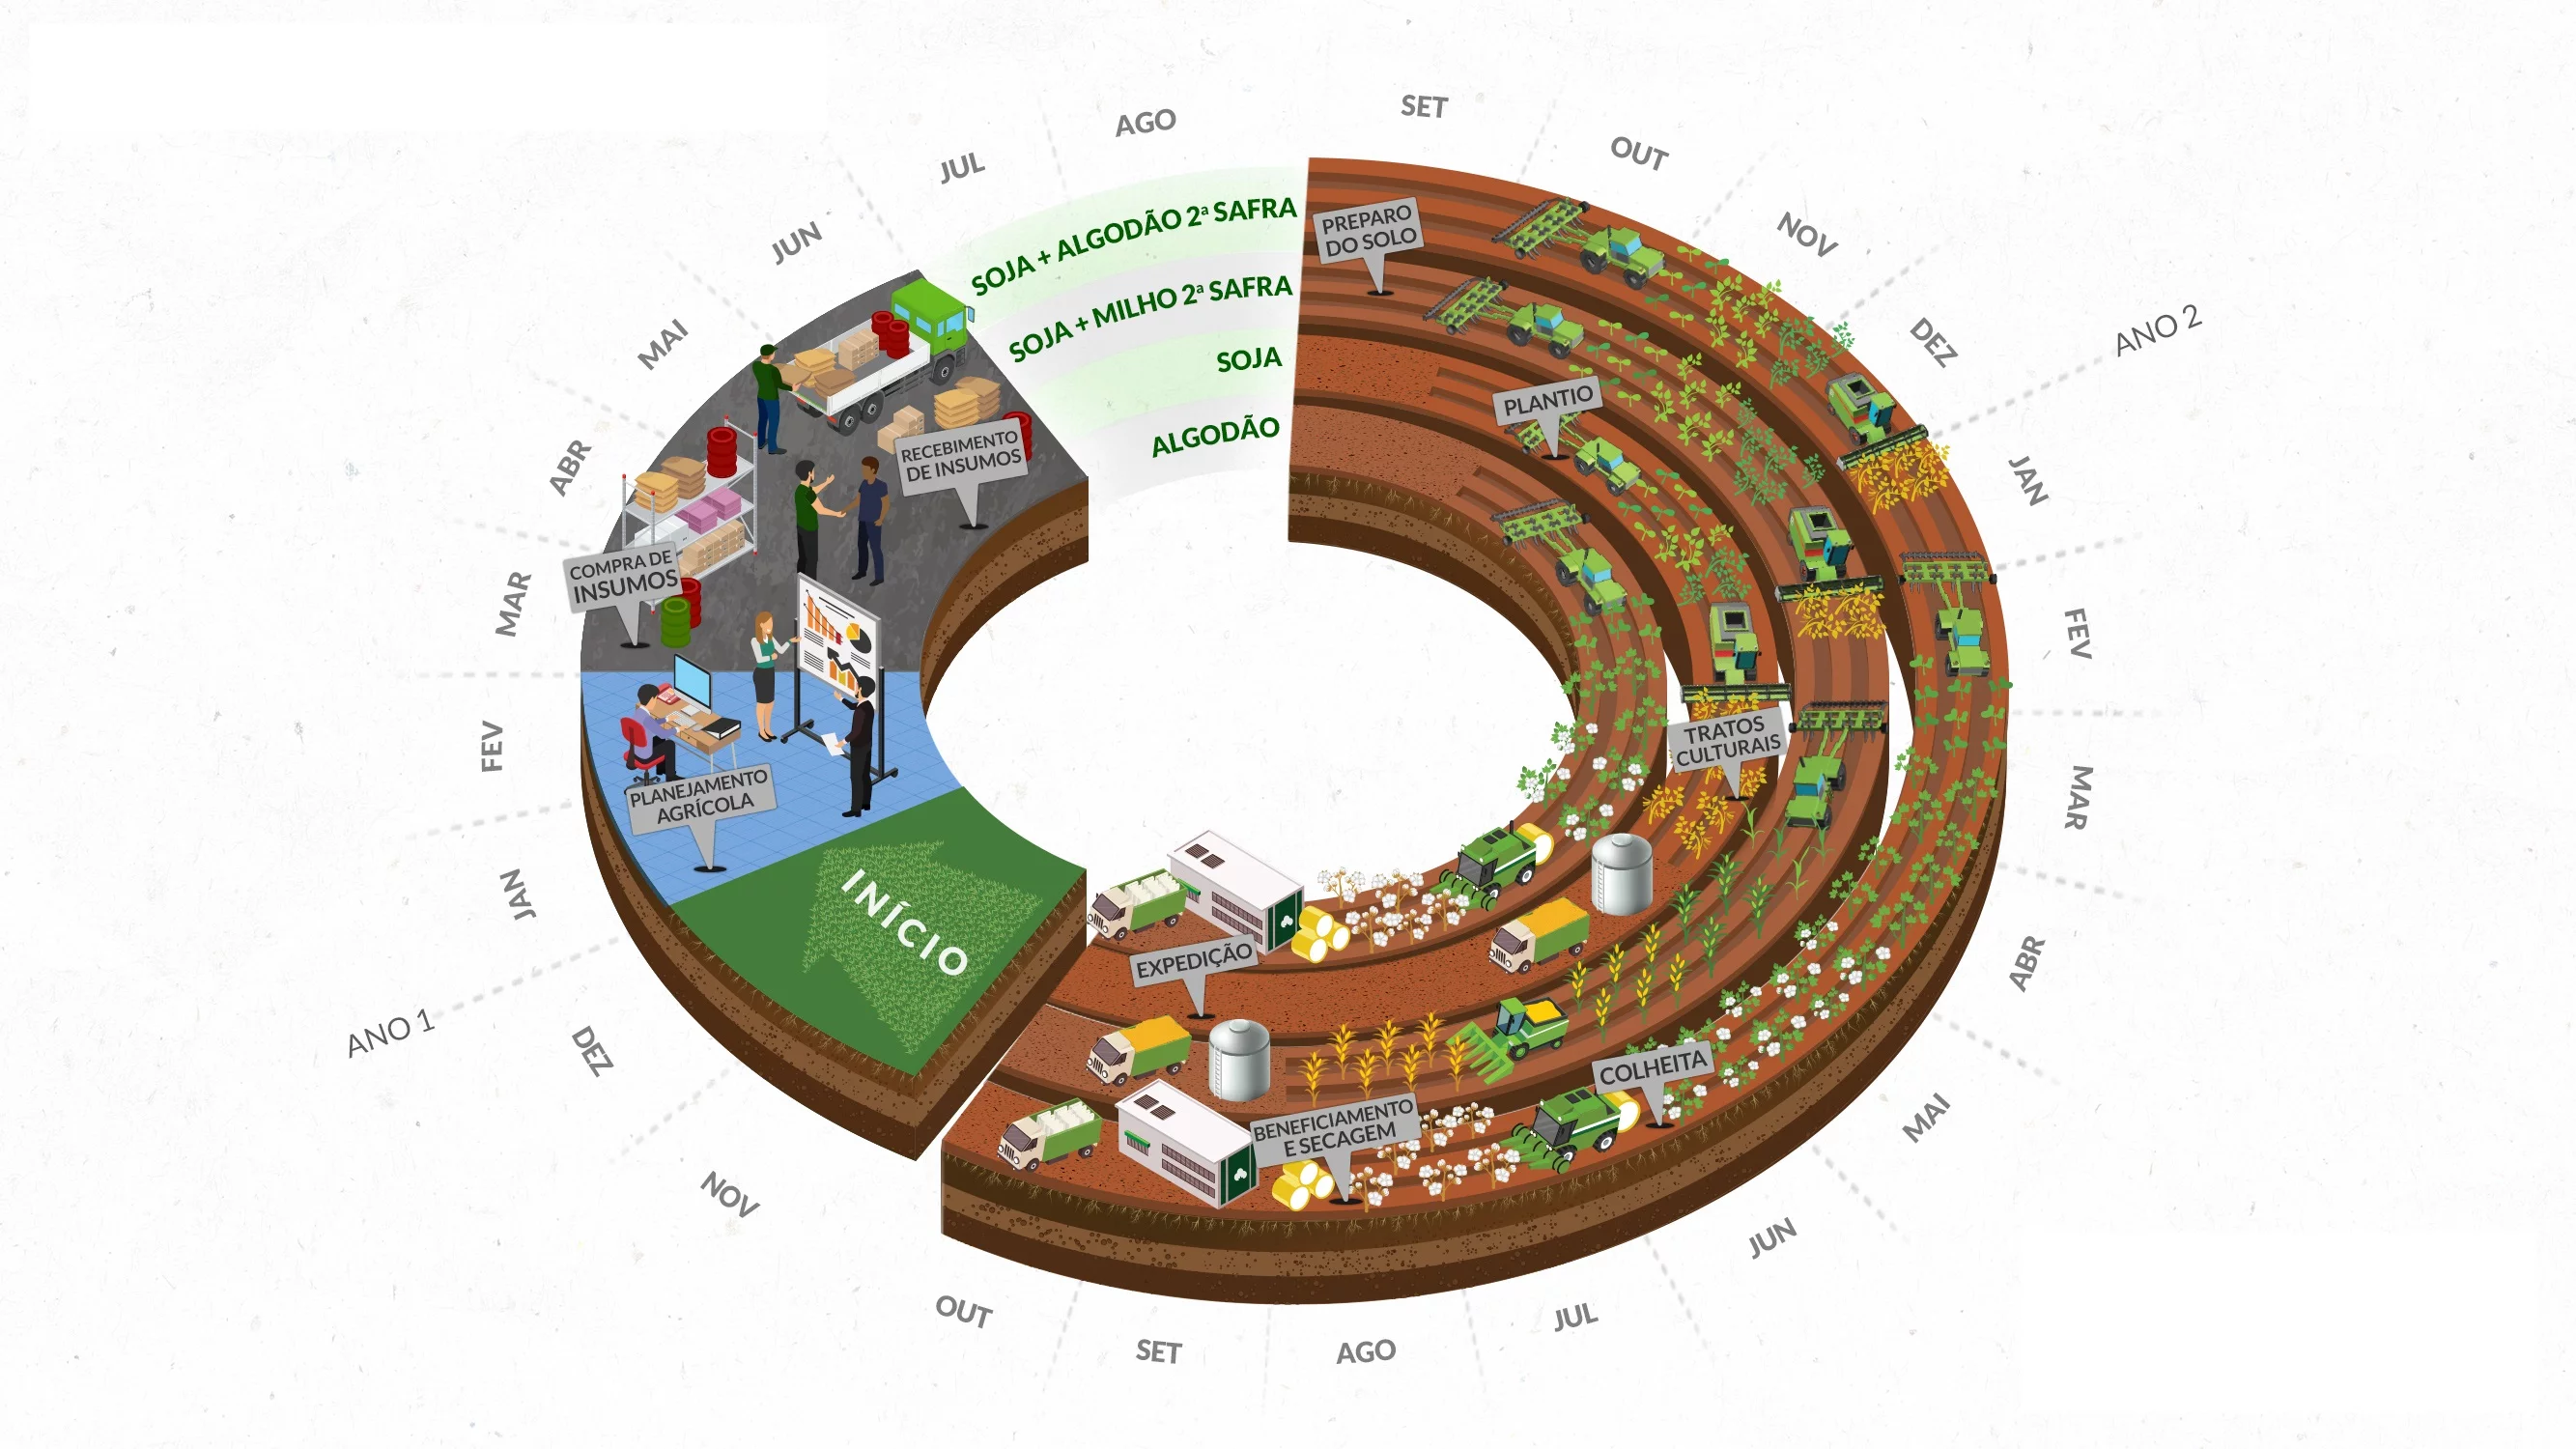 SET
OUT
NOV
DEZ
ANO 2
JAN
FEV
MAR
ABR
MAI
JUN
JUL
AGO
SET
OUT
NOV
DEZ
ANO 1
JAN
FEV
MAR
ABR
MAI
JUN
JUL
AGO
SOJA + ALGODÃO 2ª SAFRA
SOJA + MILHO 2ª SAFRA
SOJA
ALGODÃO
INÍCIO
PLANEJAMENTO
AGRÍCOLA
COMPRA DE
INSUMOS
RECEBIMENTO
DE INSUMOS
PREPARO
DO SOLO
PLANTIO
TRATOS
CULTURAIS
COLHEITA
BENEFICIAMENTO
E SECAGEM
EXPEDIÇÃO